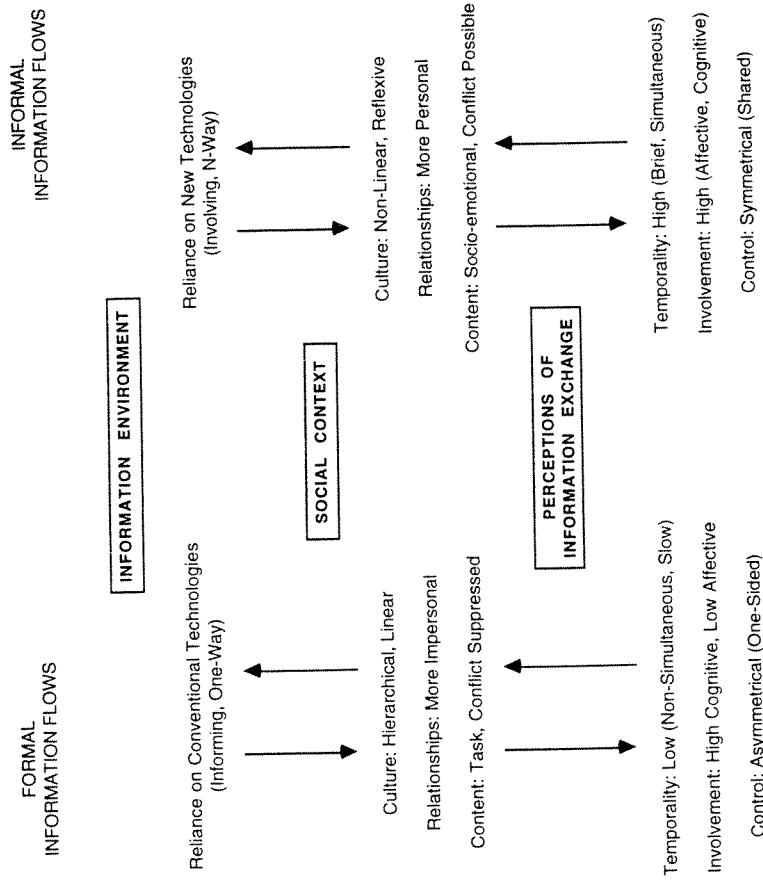 FORMAL
INFORMATION FLOWS
INFORMAL
INFORMATION FLOWS
INFORMATION ENVIRONMENT
Reliance on Conventional Technologies
(Informing, One-Way)
Reliance on New Technologies
(Involving, N-Way)
SOCIAL CONTEXT
Culture: Hierarchical, Linear
Relationships: More Impersonal
Content: Task, Conflict Suppressed
Culture: Non-Linear, Reflexive
Relationships: More Personal
Content: Socio-emotional, Conflict Possible
PERCEPTIONS OF
INFORMATION EXCHANGE
Temporality: Low (Non-Simultaneous, Slow)
Involvement: High Cognitive, Low Affective
Control: Asymmetrical (One-Sided)
Temporality: High (Brief, Simultaneous)
Involvement: High (Affective, Cognitive)
Control: Symmetrical (Shared)